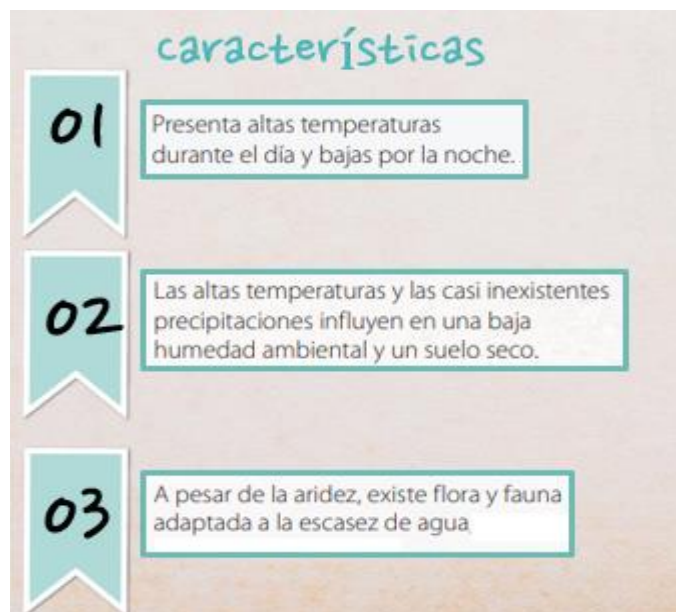 características
01
Presenta altas temperaturas
durante el día y bajas por la noche.
02
Las altas temperaturas y las casi inexistentes
precipitaciones influyen en una baja
humedad ambiental y un suelo seco.
03
A pesar de la aridez, existe flora y fauna
adaptada a la escasez de agua